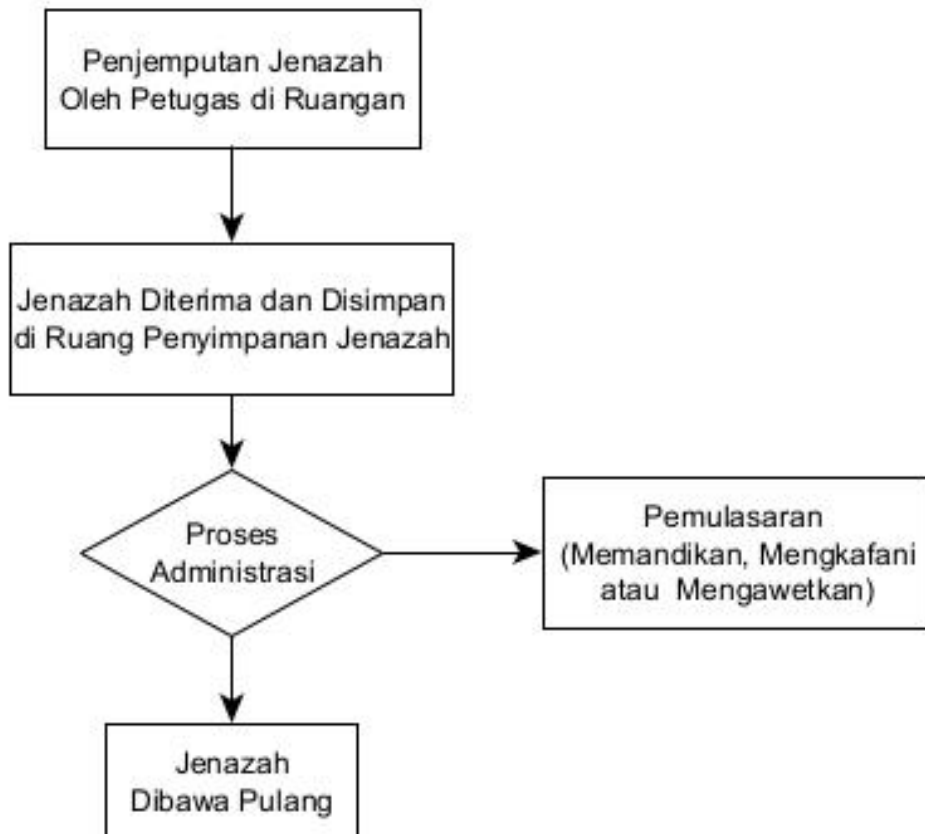 Penjemputan Jenazah
Oleh Petugas di Ruangan
Jenazah Diterima dan Disimpan
di Ruang Penyimpanan Jenazah
Proses
Administrasi
Pemulasaran
(Memandikan, Mengkafani
atau Mengawetkan)
Jenazah
Dibawa Pulang